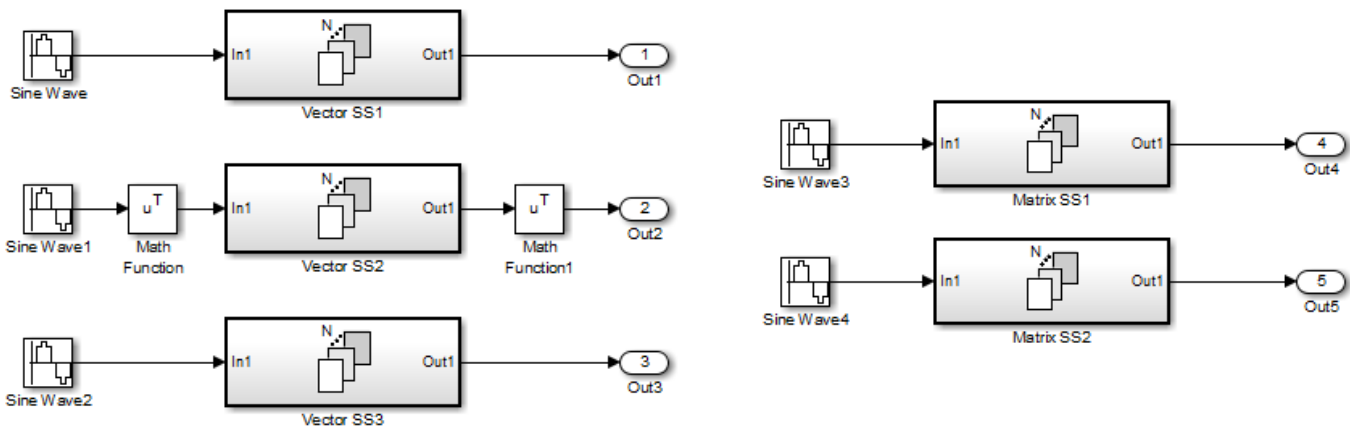 N
In1
Out1
1
Sine Wave
Out1
Vector SS1
N
In1
Out1
u^T
u^T
2
Sine Wave1
Math
Function
Math
Function1
Out2
Vector SS2
N
In1
Out1
3
Sine Wave2
Out3
Vector SS3
N
In1
Out1
4
Sine Wave3
Out4
Matrix SS1
N
In1
Out1
5
Sine Wave4
Out5
Matrix SS2